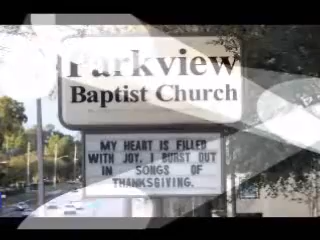 Parkview
Baptist Church
MY HEART IS FILLED
WITH JOY. I BURST OUT
IN SONGS OF
THANKSGIVING.